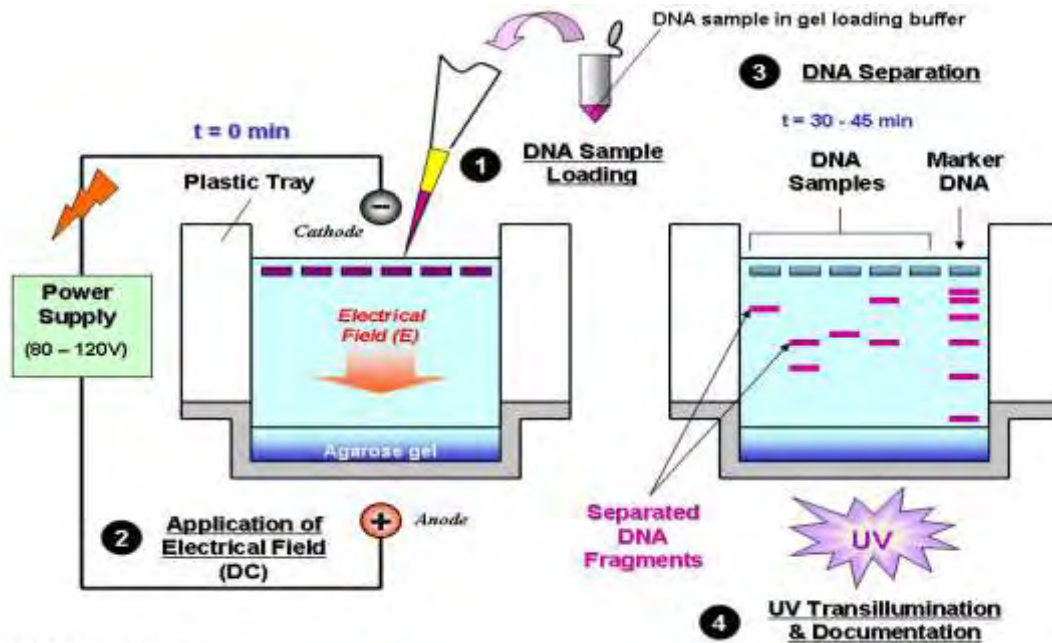 DNA sample in gel loading buffer
3 DNA Separation
t = 0 min
t = 30 - 45 min
1 DNA Sample
Loading
DNA
Samples
Marker
DNA
Plastic Tray
−
Cathode
Power
Supply
(80 – 120V)
Electrical
Field (E)
Agarose gel
2 Application of
Electrical Field
(DC)
+ Anode
Separated
DNA
Fragments
UV
4 UV Transillumination
& Documentation